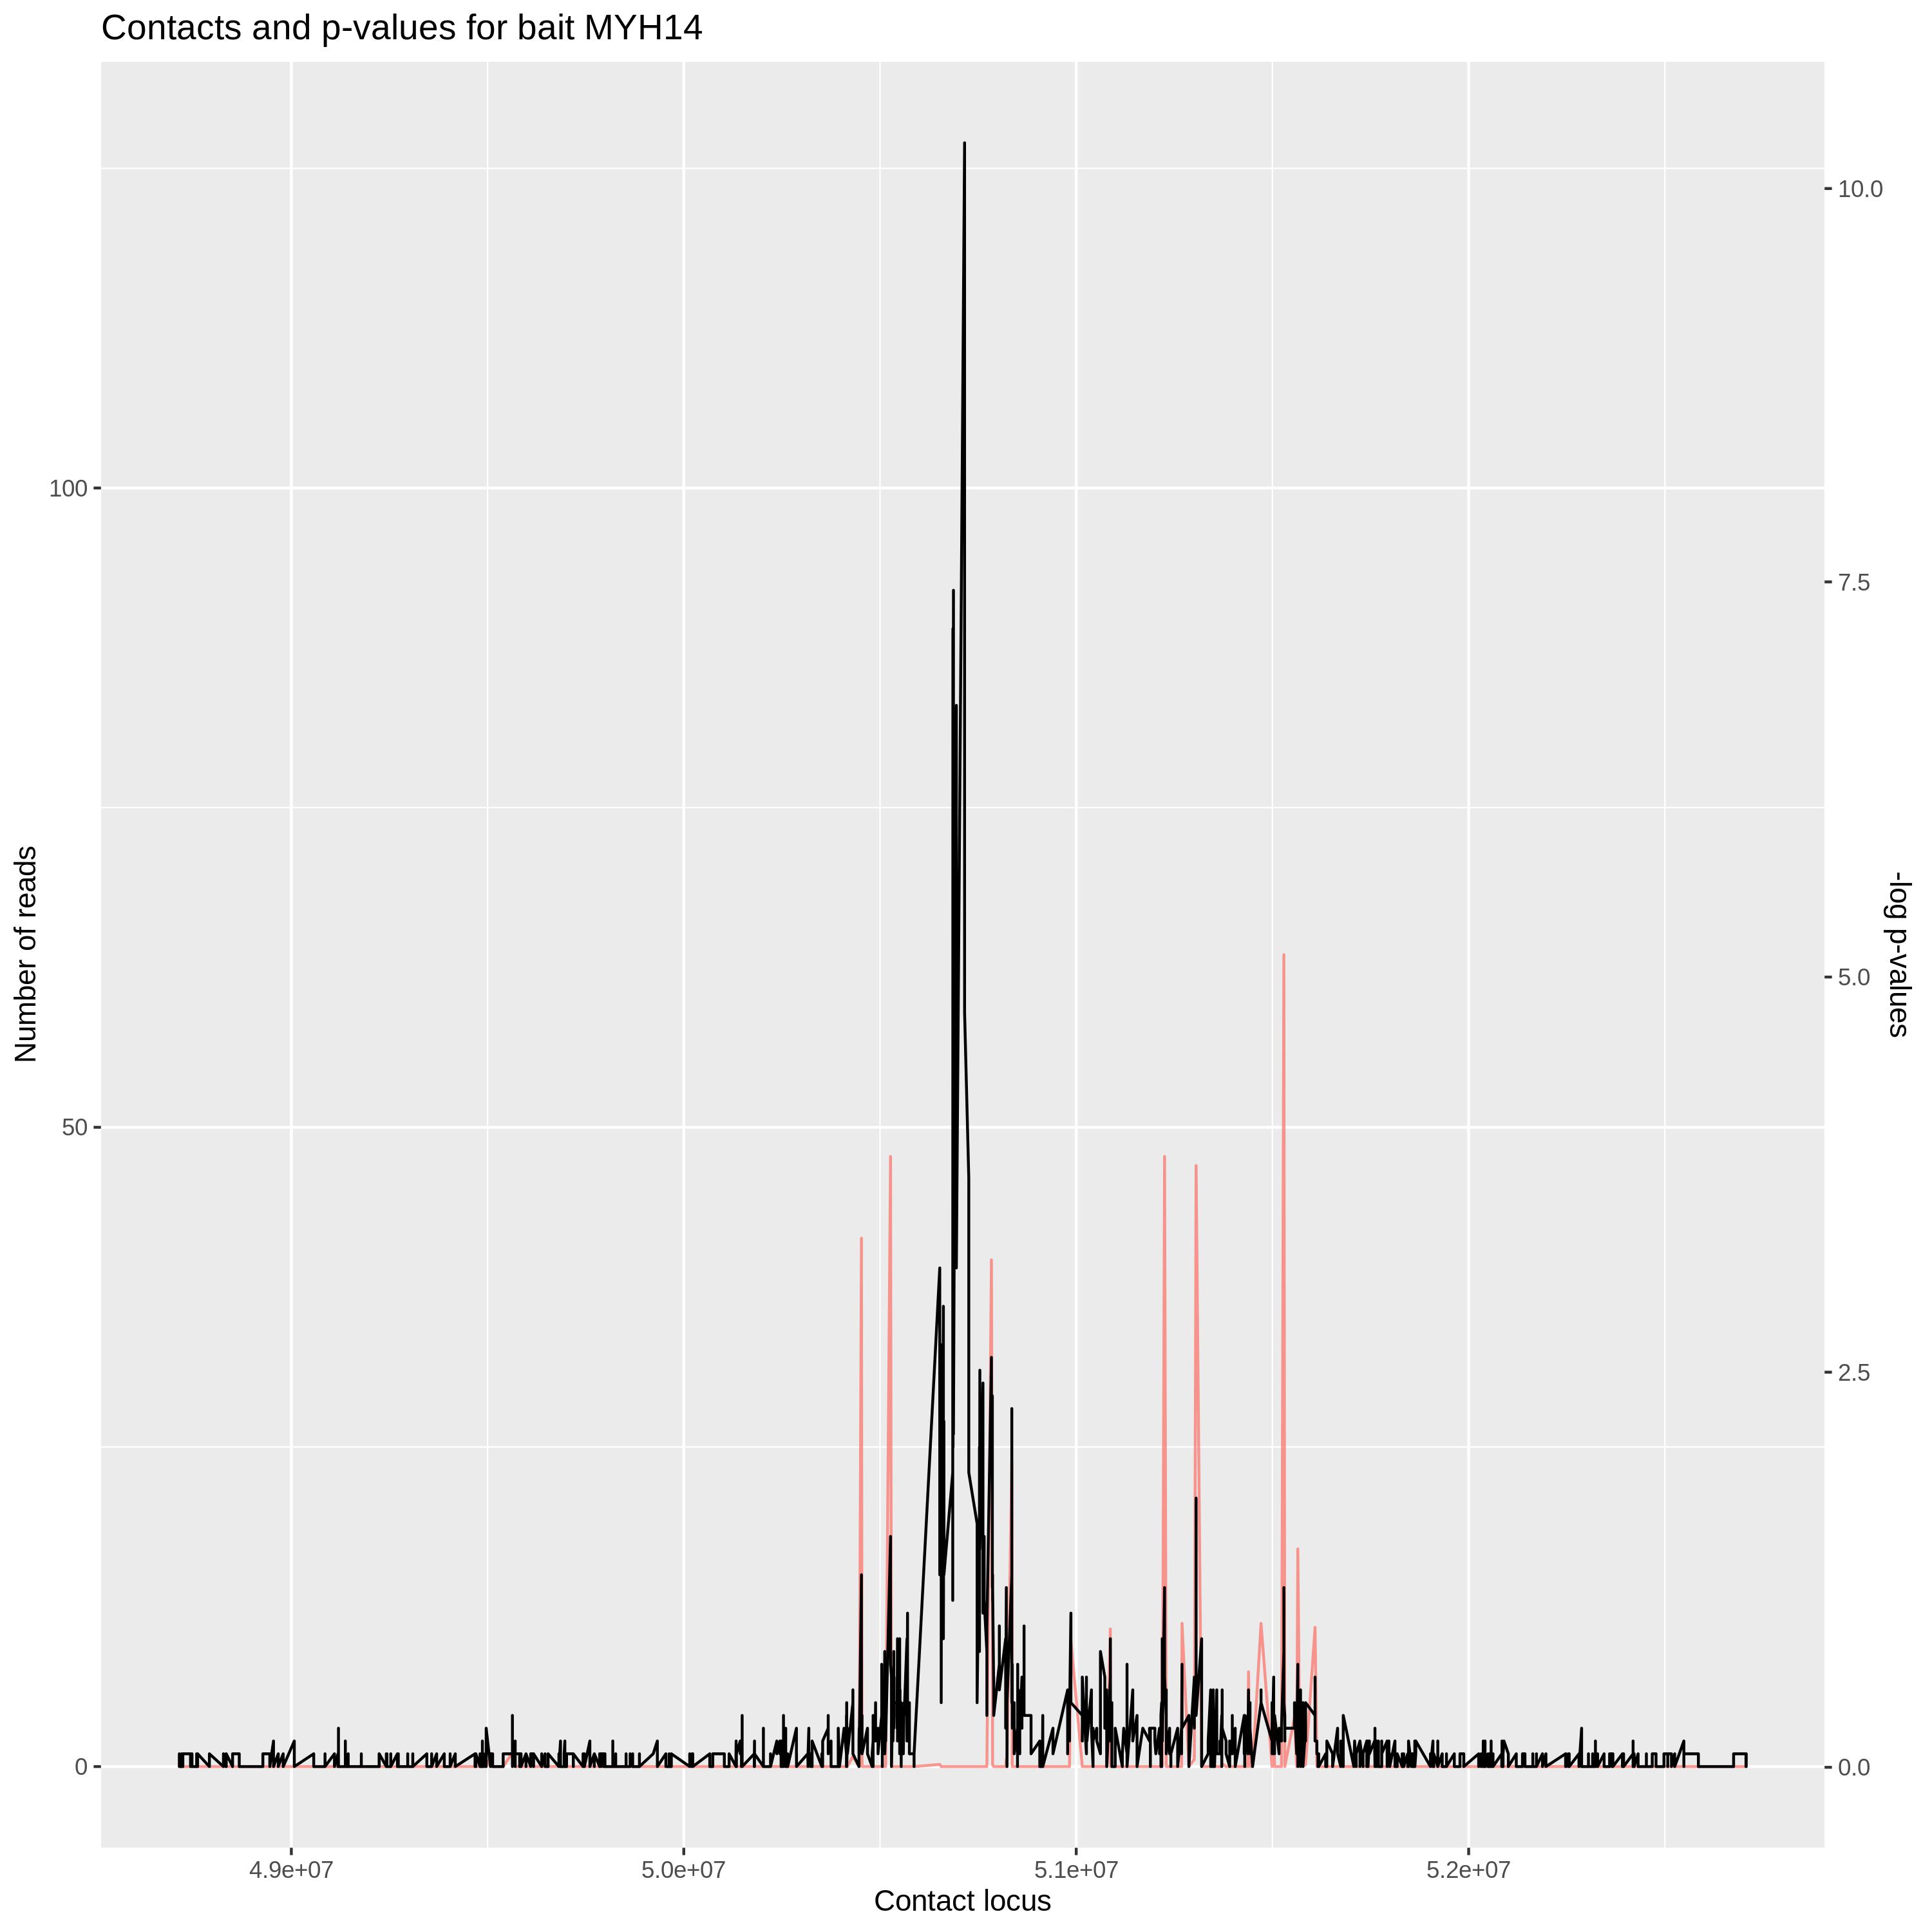 Contacts and p-values for bait MYH14
100
50
0
Number of reads
10.0
7.5
5.0
2.5
0.0
-log p-values
4.9e+07
5.0e+07
5.1e+07
5.2e+07
Contact locus